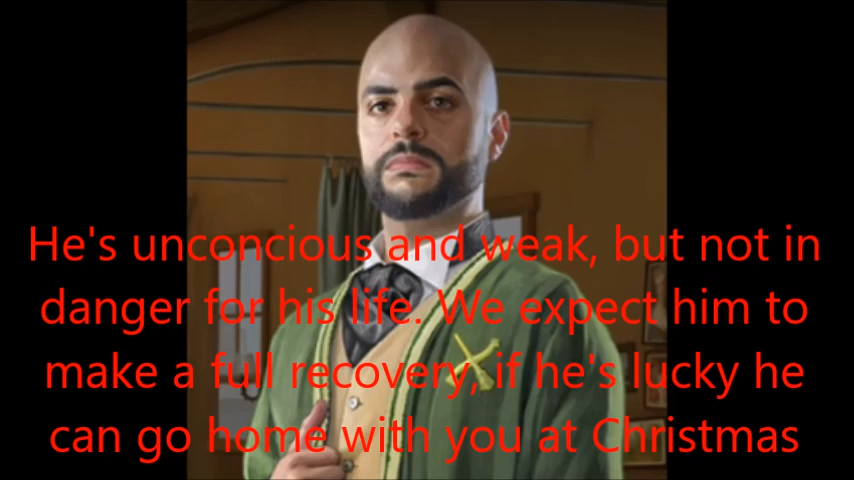 He's unconcious and weak, but not in
danger for his life. We expect him to
make a full recovery, if he's lucky he
can go home with you at Christmas